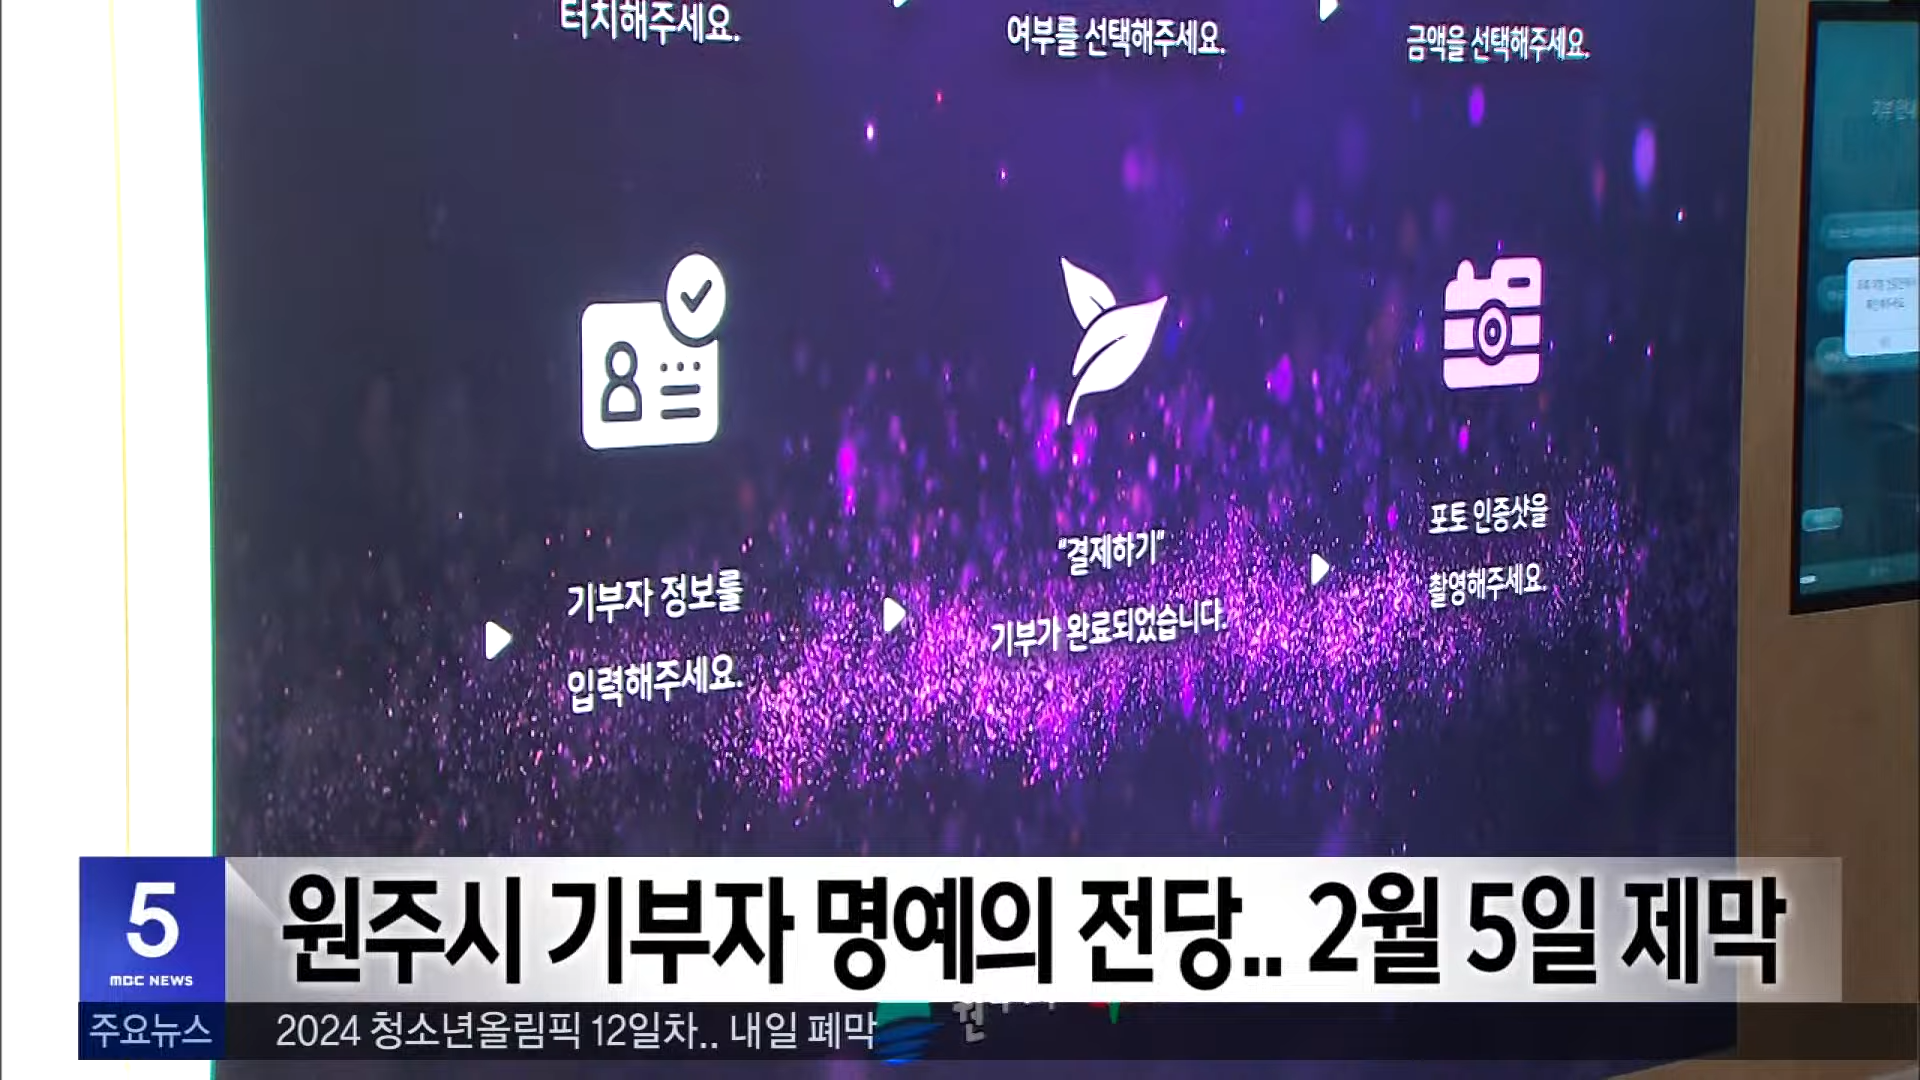 터치해주세요.
여부를 선택해주세요.
금액을 선택해주세요.
기부자 정보를
입력해주세요.
"결제하기"
기부가 완료되었습니다.
포토 인증샷을
촬영해주세요.
5
MBC NEWS
원주시 기부자 명예의 전당.. 2월 5일 제막
주요뉴스
2024 청소년올림픽 12일차.. 내일 폐막